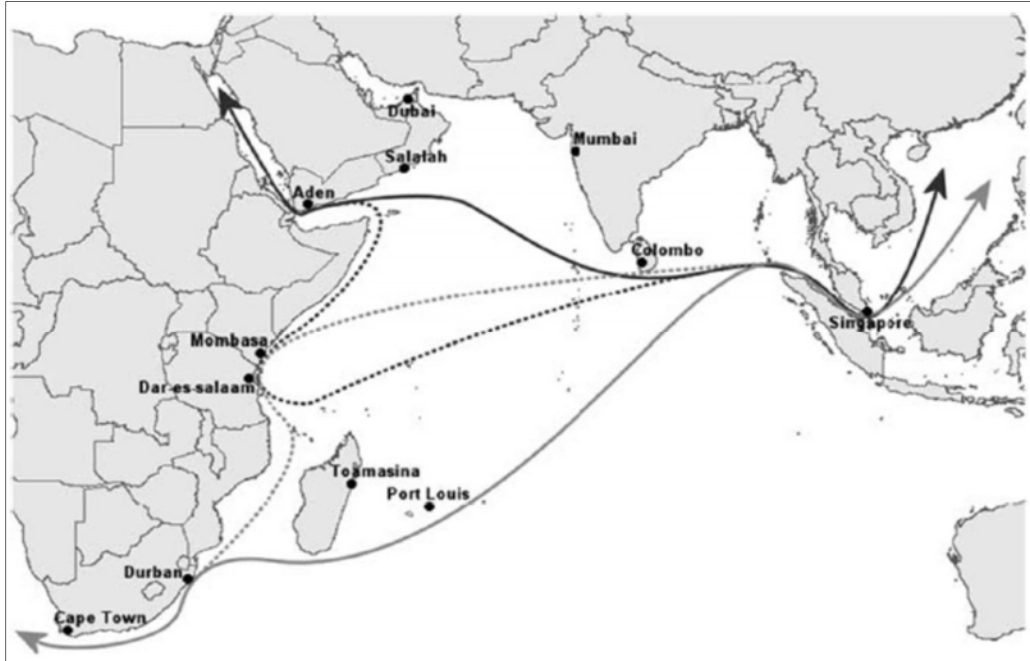 Dubai
Mumbai
Salalah
Aden
Colombo
Singapore
Mombasa
Dar-es-salaam
Toamasina
Port Louis
Durban
Cape Town